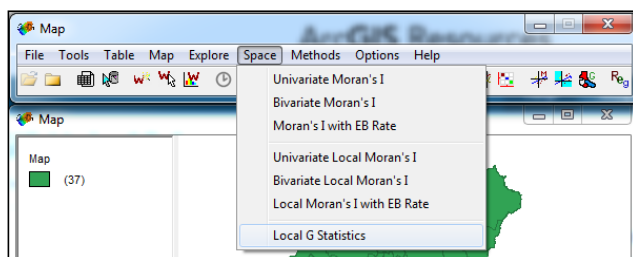 Map
ArcGIS Resources
File Tools Table Map Explore Space Methods Options Help
Univariate Moran's I
Bivariate Moran's I
Moran's I with EB Rate
Univariate Local Moran's I
Bivariate Local Moran's I
Local Moran's I with EB Rate
Local G Statistics
Reg
Map
Map
(37)